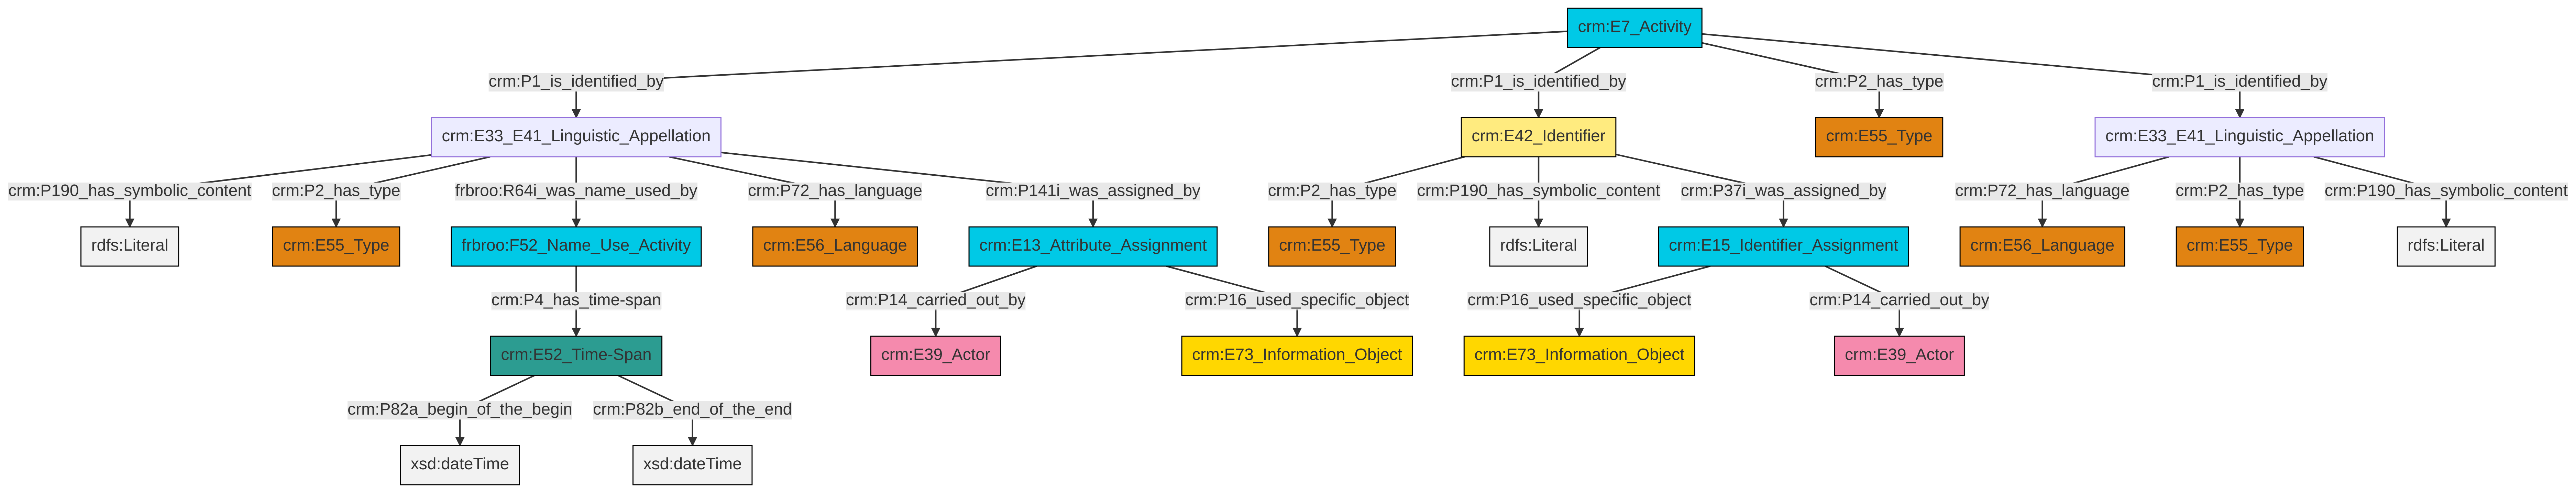 crm:E7_Activity
crm:P1_is_identified_by
crm:P1_is_identified_by
crm:P2_has_type
crm:P1_is_identified_by
crm:E33_E41_Linguistic_Appellation
crm:E42_Identifier
crm:E55_Type
crm:E33_E41_Linguistic_Appellation
crm:P190_has_symbolic_content
crm:P2_has_type
frbroo:R64i_was_name_used_by
crm:P72_has_language
crm:P141i_was_assigned_by
crm:P2_has_type
crm:P190_has_symbolic_content
crm:P37i_was_assigned_by
crm:P72_has_language
crm:P2_has_type
crm:P190_has_symbolic_content
rdfs:Literal
crm:E55_Type
frbroo:F52_Name_Use_Activity
crm:E56_Language
crm:E13_Attribute_Assignment
crm:E55_Type
rdfs:Literal
crm:E15_Identifier_Assignment
crm:E56_Language
crm:E55_Type
rdfs:Literal
crm:P4_has_time-span
crm:P14_carried_out_by
crm:P16_used_specific_object
crm:P16_used_specific_object
crm:P14_carried_out_by
crm:E52_Time-Span
crm:E39_Actor
crm:E73_Information_Object
crm:E73_Information_Object
crm:E39_Actor
crm:P82a_begin_of_the_begin
crm:P82b_end_of_the_end
xsd:dateTime
xsd:dateTime